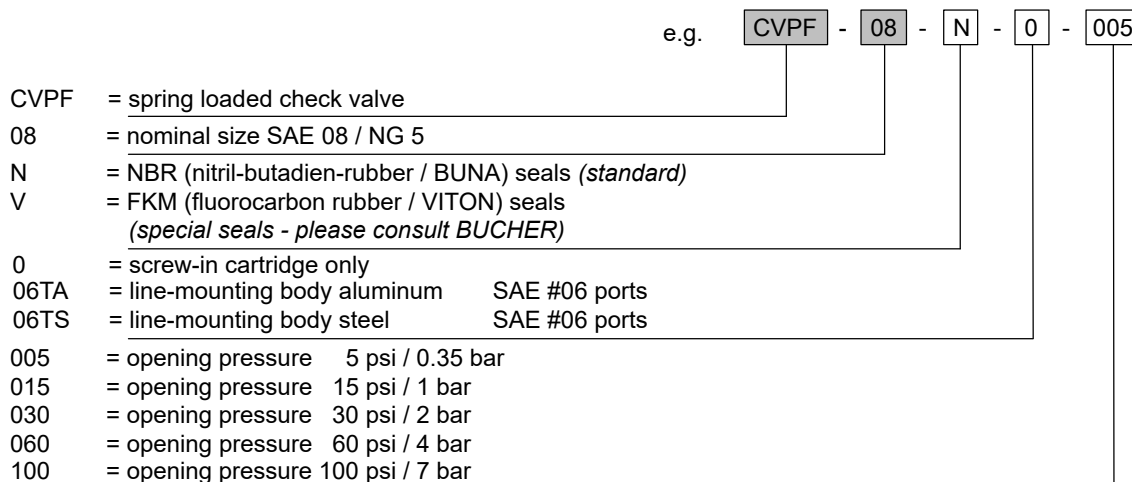 e.g. CVPF - 08 - N - 0 - 005
CVPF = spring loaded check valve
08 = nominal size SAE 08 / NG 5
N = NBR (nitril-butadien-rubber / BUNA) seals (standard)
V = FKM (fluorocarbon rubber / VITON) seals
(special seals - please consult BUCHER)
0 = screw-in cartridge only
06TA = line-mounting body aluminum SAE #06 ports
06TS = line-mounting body steel SAE #06 ports
005 = opening pressure 5 psi / 0.35 bar
015 = opening pressure 15 psi / 1 bar
030 = opening pressure 30 psi / 2 bar
060 = opening pressure 60 psi / 4 bar
100 = opening pressure 100 psi / 7 bar